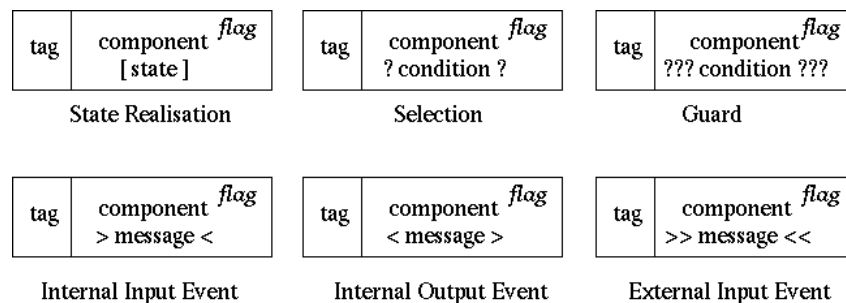 tag component flag
[ state ]
State Realisation
tag component flag
? condition ?
Selection
tag component flag
??? condition ???
Guard
tag component flag
> message <
Internal Input Event
tag component flag
< message >
Internal Output Event
tag component flag
>> message <<
External Input Event